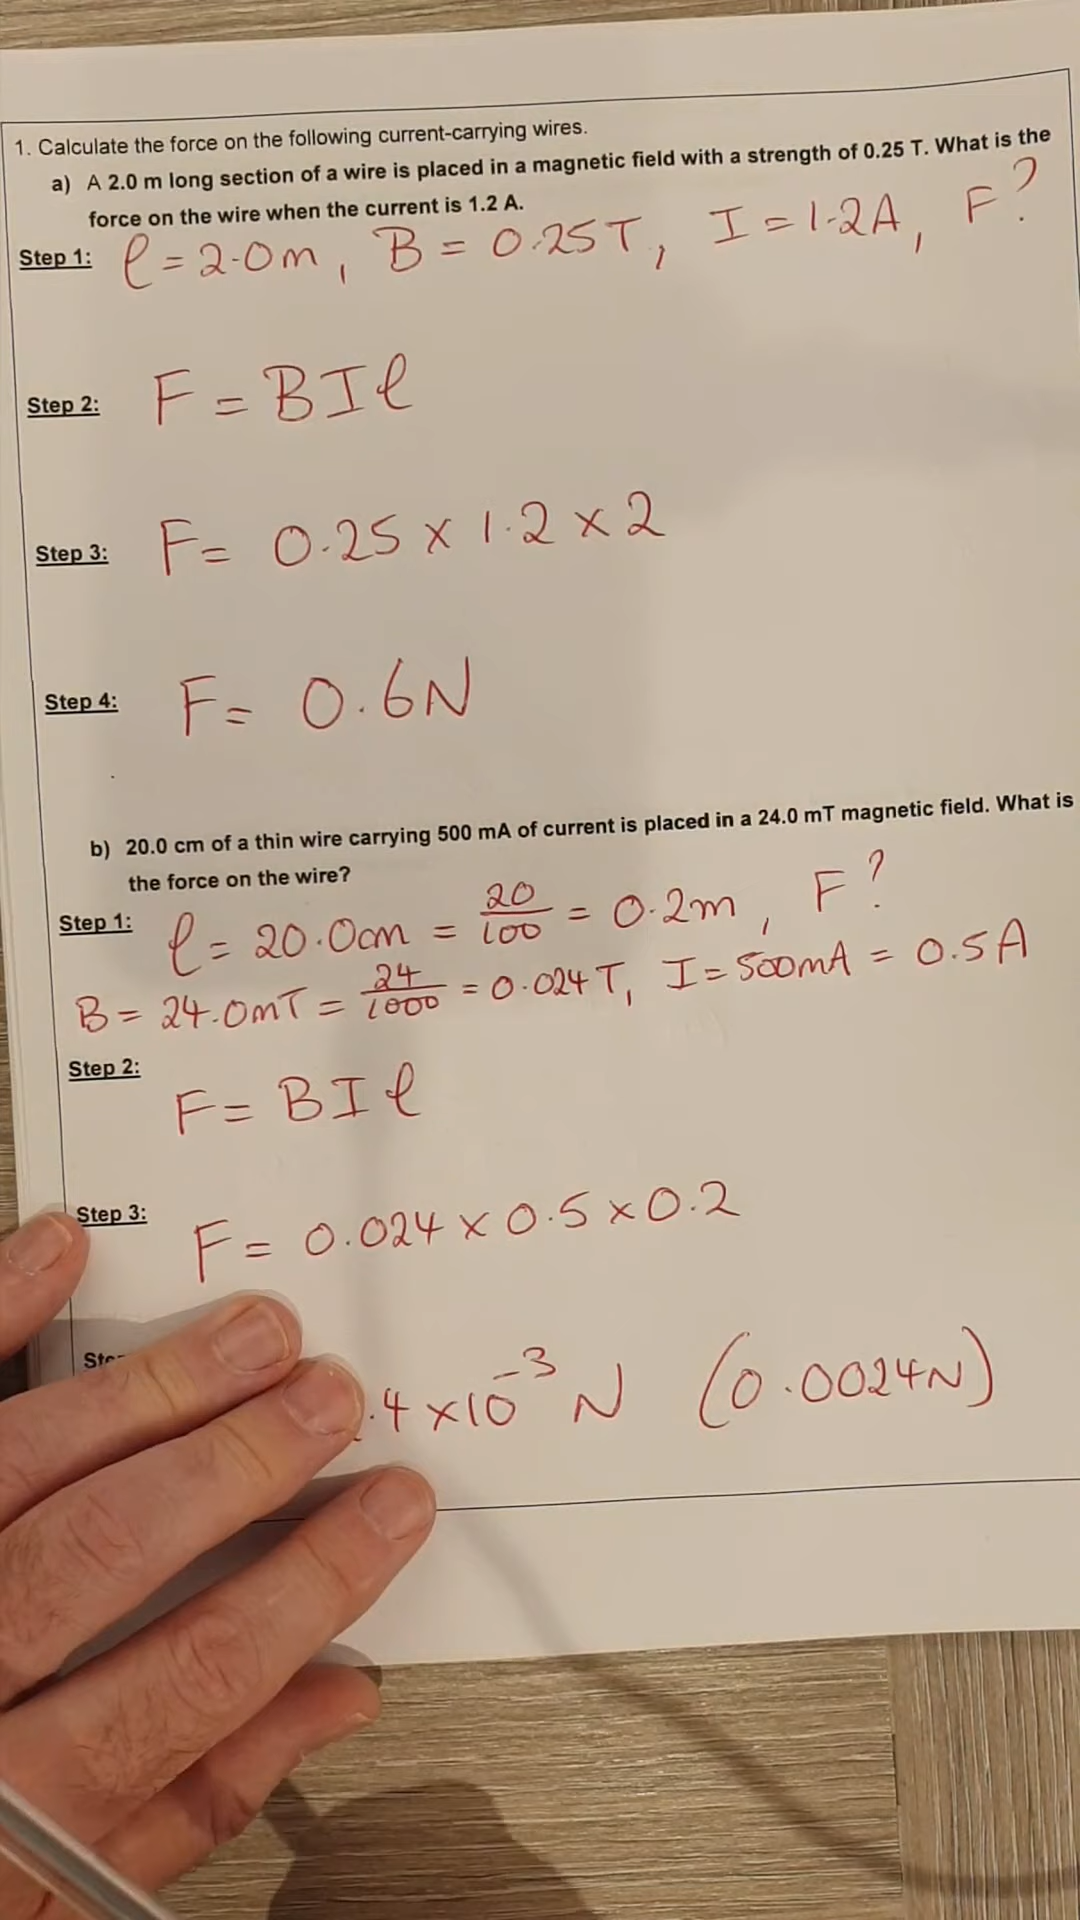 1. Calculate the force on the following current-carrying wires.
a) A 2.0 m long section of a wire is placed in a magnetic field with a strength of 0.25 T. What is the
force on the wire when the current is 1.2 A.
Step 1: ℓ = 2.0m, B = 0.25T, I = 1.2A, F?
Step 2: F = BIℓ
Step 3: F = 0.25 × 1.2 × 2
Step 4: F = 0.6N
b) 20.0 cm of a thin wire carrying 500 mA of current is placed in a 24.0 mT magnetic field. What is
the force on the wire?
Step 1: ℓ = 20.0cm = 20/100 = 0.2m, F?
B = 24.0mT = 24/1000 = 0.024T, I = 500mA = 0.5A
Step 2: F = BIℓ
Step 3: F = 0.024 × 0.5 × 0.2
.4 × 10⁻³ N (0.0024N)